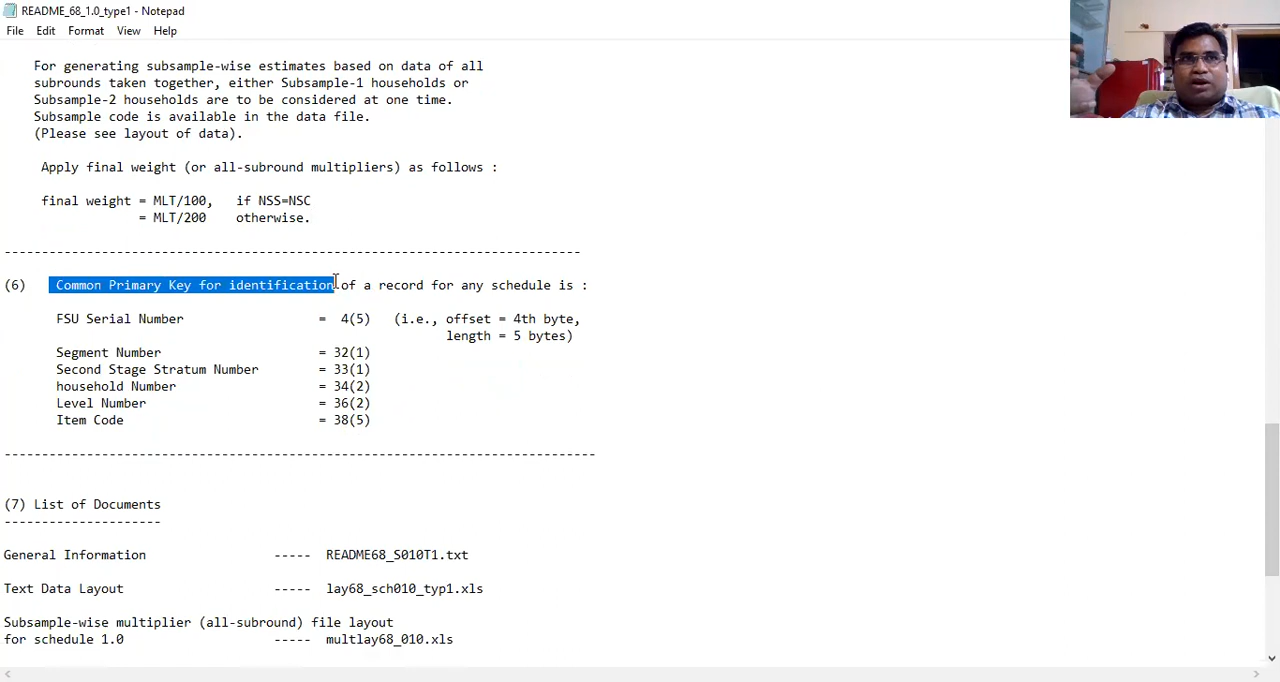 README_68_1.0_type1 - Notepad
File Edit Format View Help
For generating subsample-wise estimates based on data of all
subrounds taken together, either Subsample-1 households or
Subsample-2 households are to be considered at one time.
Subsample code is available in the data file.
(Please see layout of data).
Apply final weight (or all-subround multipliers) as follows :
final weight = MLT/100, if NSS=NSC
= MLT/200 otherwise.
-----------------------------------------------------------------------------
(6) Common Primary Key for identification of a record for any schedule is :
FSU Serial Number = 4(5) (i.e., offset = 4th byte,
length = 5 bytes)
Segment Number = 32(1)
Second Stage Stratum Number = 33(1)
household Number = 34(2)
Level Number = 36(2)
Item Code = 38(5)
-------------------------------------------------------------------------------
(7) List of Documents
---------------------
General Information ----- README68_S010T1.txt
Text Data Layout ----- lay68_sch010_typ1.xls
Subsample-wise multiplier (all-subround) file layout
for schedule 1.0 ----- multlay68_010.xls